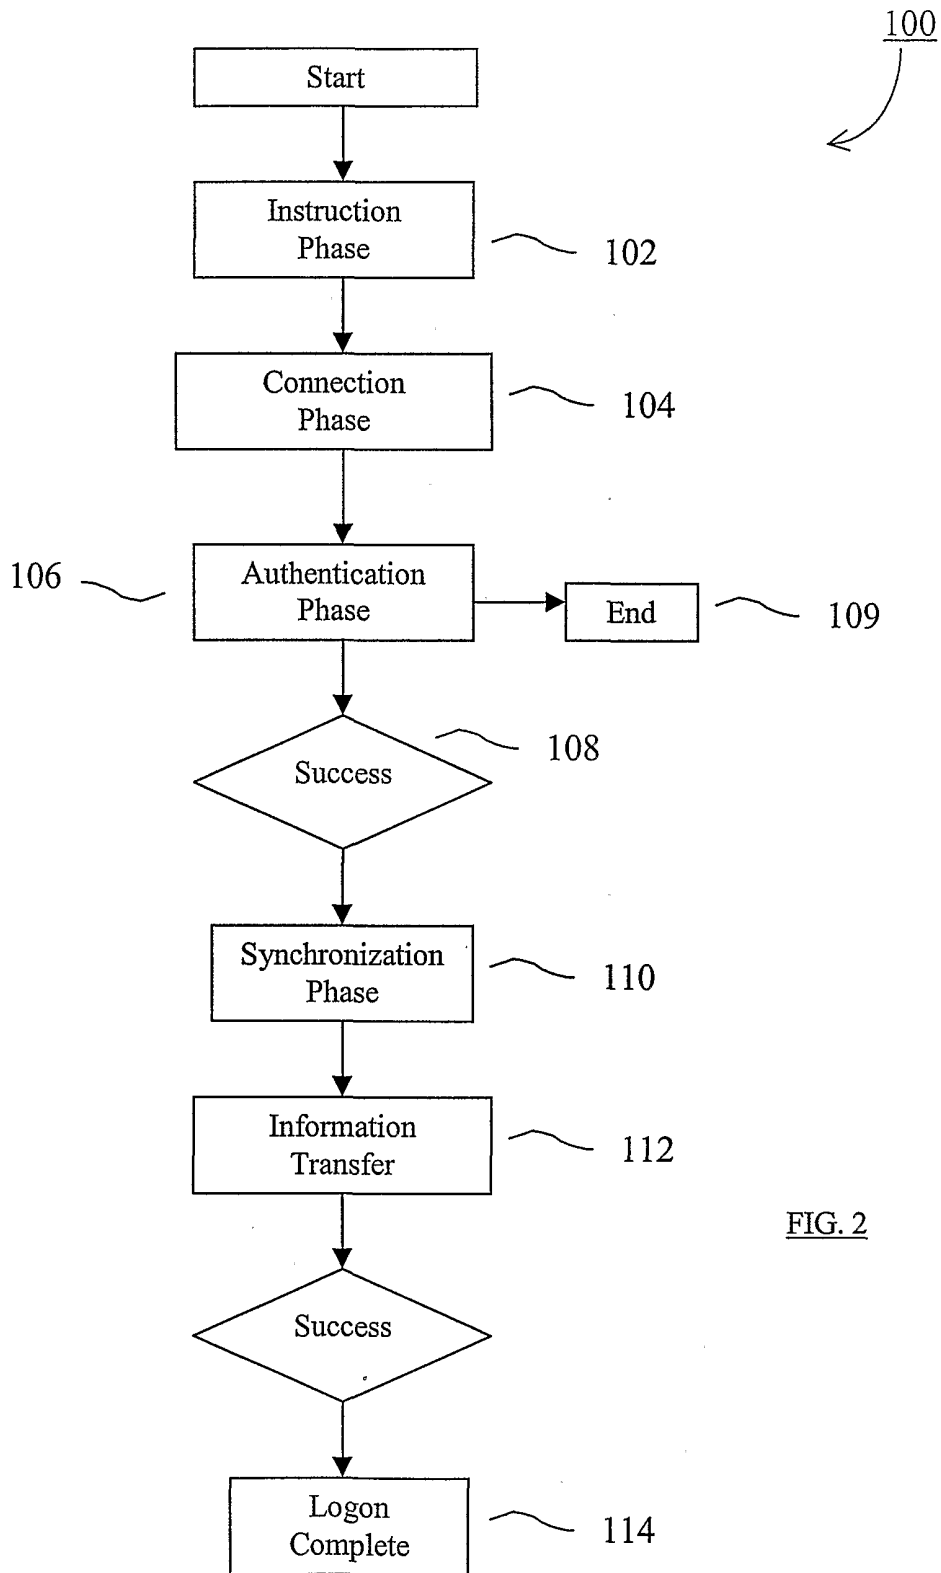 100
Start
Instruction
Phase
102
Connection
Phase
104
106
Authentication
Phase
End
109
108
Success
Synchronization
Phase
110
Information
Transfer
112
FIG. 2
Success
Logon
Complete
114